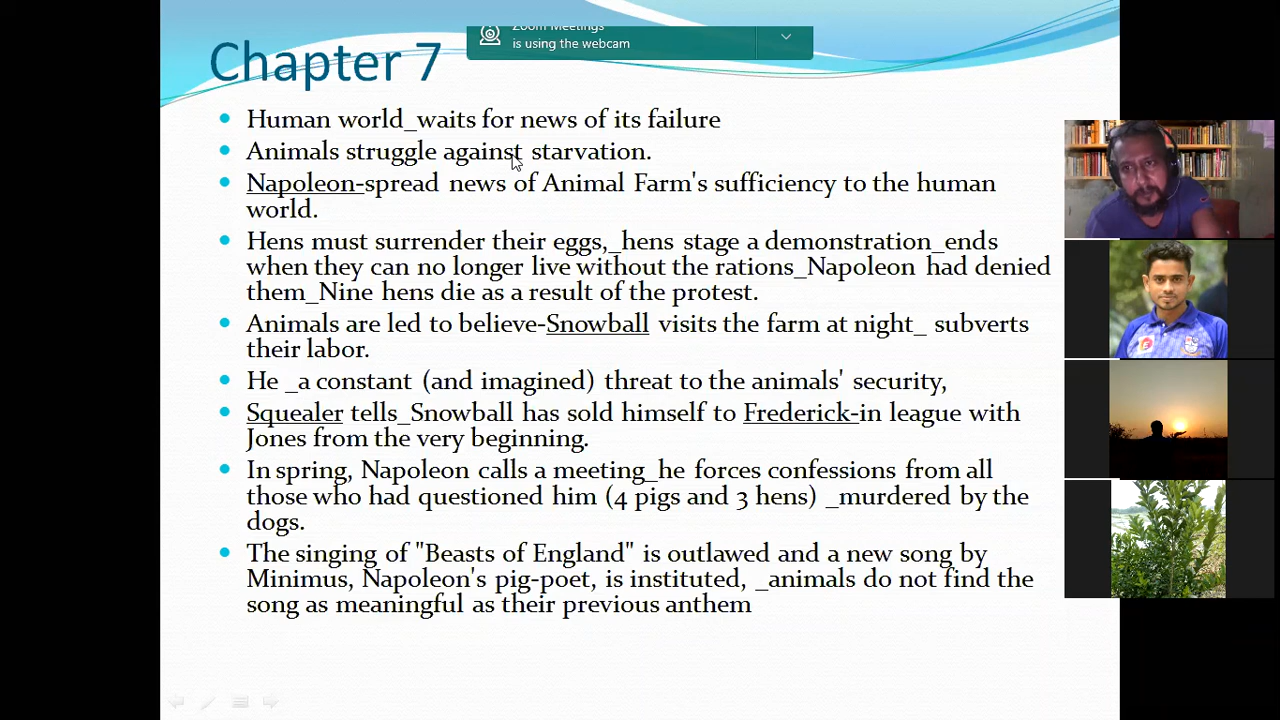 Zoom Meetings
is using the webcam
Chapter 7
Human world_waits for news of its failure
Animals struggle against starvation.
Napoleon-spread news of Animal Farm's sufficiency to the human
world.
Hens must surrender their eggs,_hens stage a demonstration_ends
when they can no longer live without the rations_Napoleon had denied
them_Nine hens die as a result of the protest.
Animals are led to believe-Snowball visits the farm at night_ subverts
their labor.
He _a constant (and imagined) threat to the animals' security,
Squealer tells_Snowball has sold himself to Frederick-in league with
Jones from the very beginning.
In spring, Napoleon calls a meeting_he forces confessions from all
those who had questioned him (4 pigs and 3 hens) _murdered by the
dogs.
The singing of "Beasts of England" is outlawed and a new song by
Minimus, Napoleon's pig-poet, is instituted, _animals do not find the
song as meaningful as their previous anthem